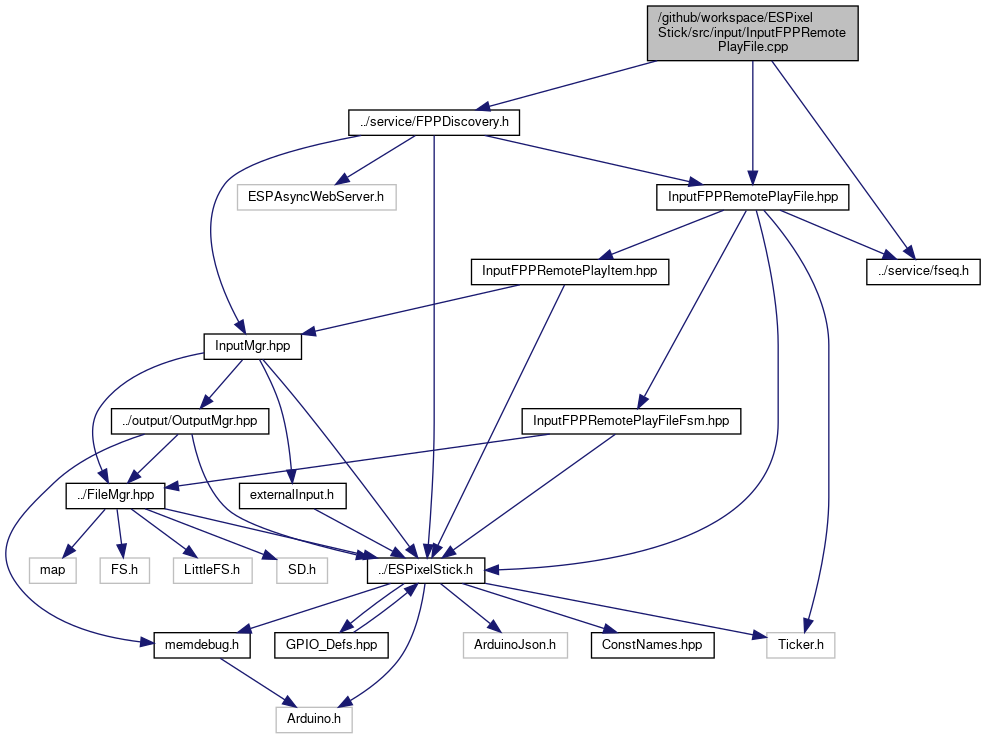 /github/workspace/ESPixel
Stick/src/input/InputFPPRemote
PlayFile.cpp
../service/FPPDiscovery.h
ESPAsyncWebServer.h
InputFPPRemotePlayFile.hpp
InputFPPRemotePlayItem.hpp
../service/fseq.h
InputMgr.hpp
../output/OutputMgr.hpp
InputFPPRemotePlayFileFsm.hpp
../FileMgr.hpp
externalInput.h
map
FS.h
LittleFS.h
SD.h
../ESPixelStick.h
memdebug.h
GPIO_Defs.hpp
ArduinoJson.h
ConstNames.hpp
Ticker.h
Arduino.h